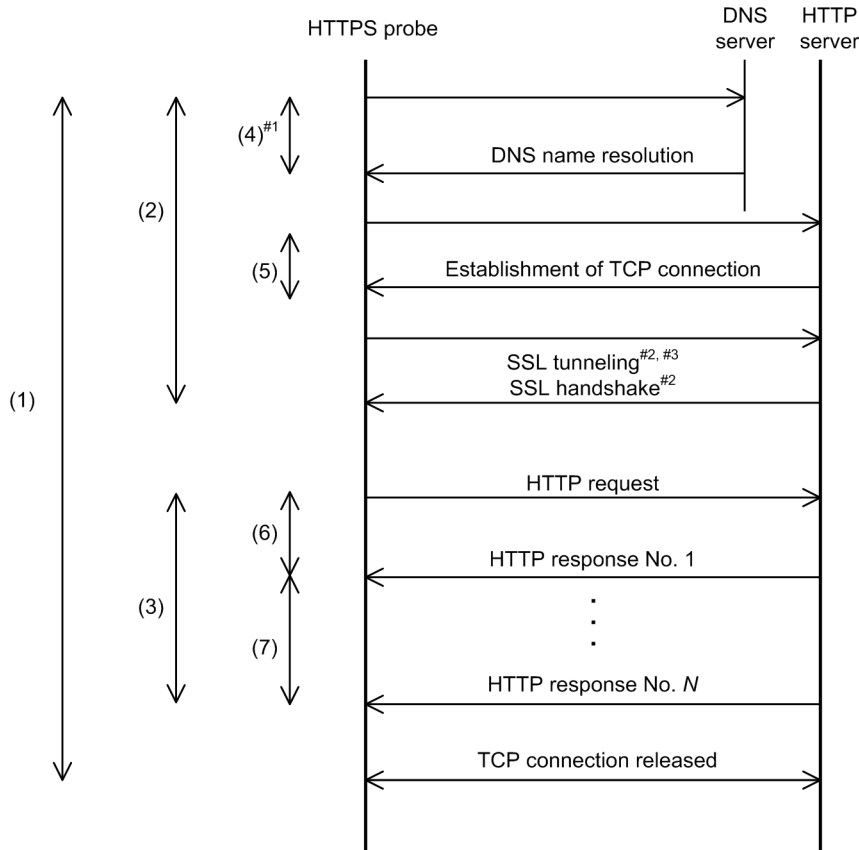 HTTPS probe
DNS
server
HTTP
server
(4)#1
DNS name resolution
(2)
(5)
Establishment of TCP connection
SSL tunneling#2, #3
SSL handshake#2
(1)
HTTP request
(6)
HTTP response No. 1
(3)
(7)
HTTP response No. N
TCP connection released